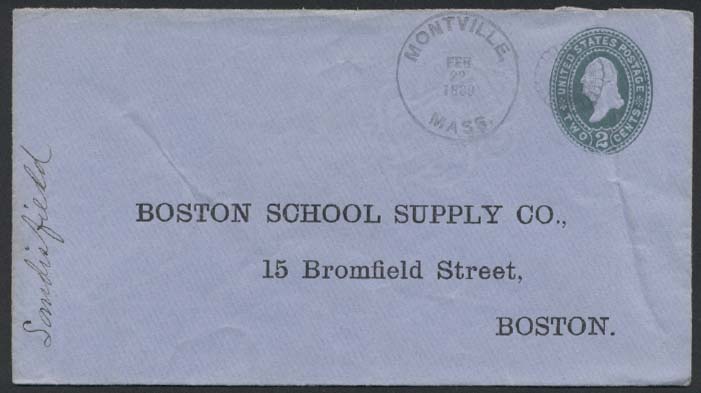 MONTVILLE,
FEB
22
MASS.
UNITED STATES POSTAGE
TWO 2 CENTS
BOSTON SCHOOL SUPPLY CO.,
15 Bromfield Street,
BOSTON.
Sandisfield